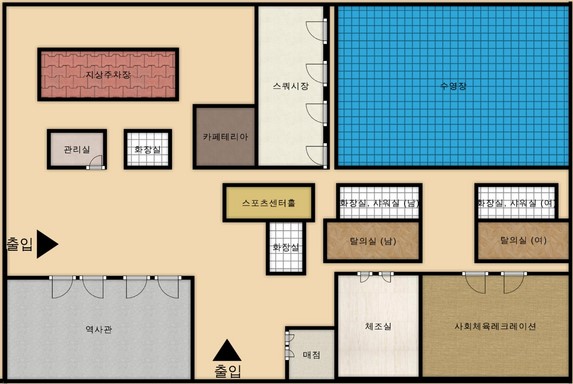 지상주차장
스쿼시장
수영장
관리실
화장실
카페테리아
스포츠센터홀
화장실, 샤워실 (남)
화장실, 샤워실 (여
출입
화장실
탈의실 (남)
탈의실 (여)
역사관
체조실
사회체육레크레이션
매점
출입